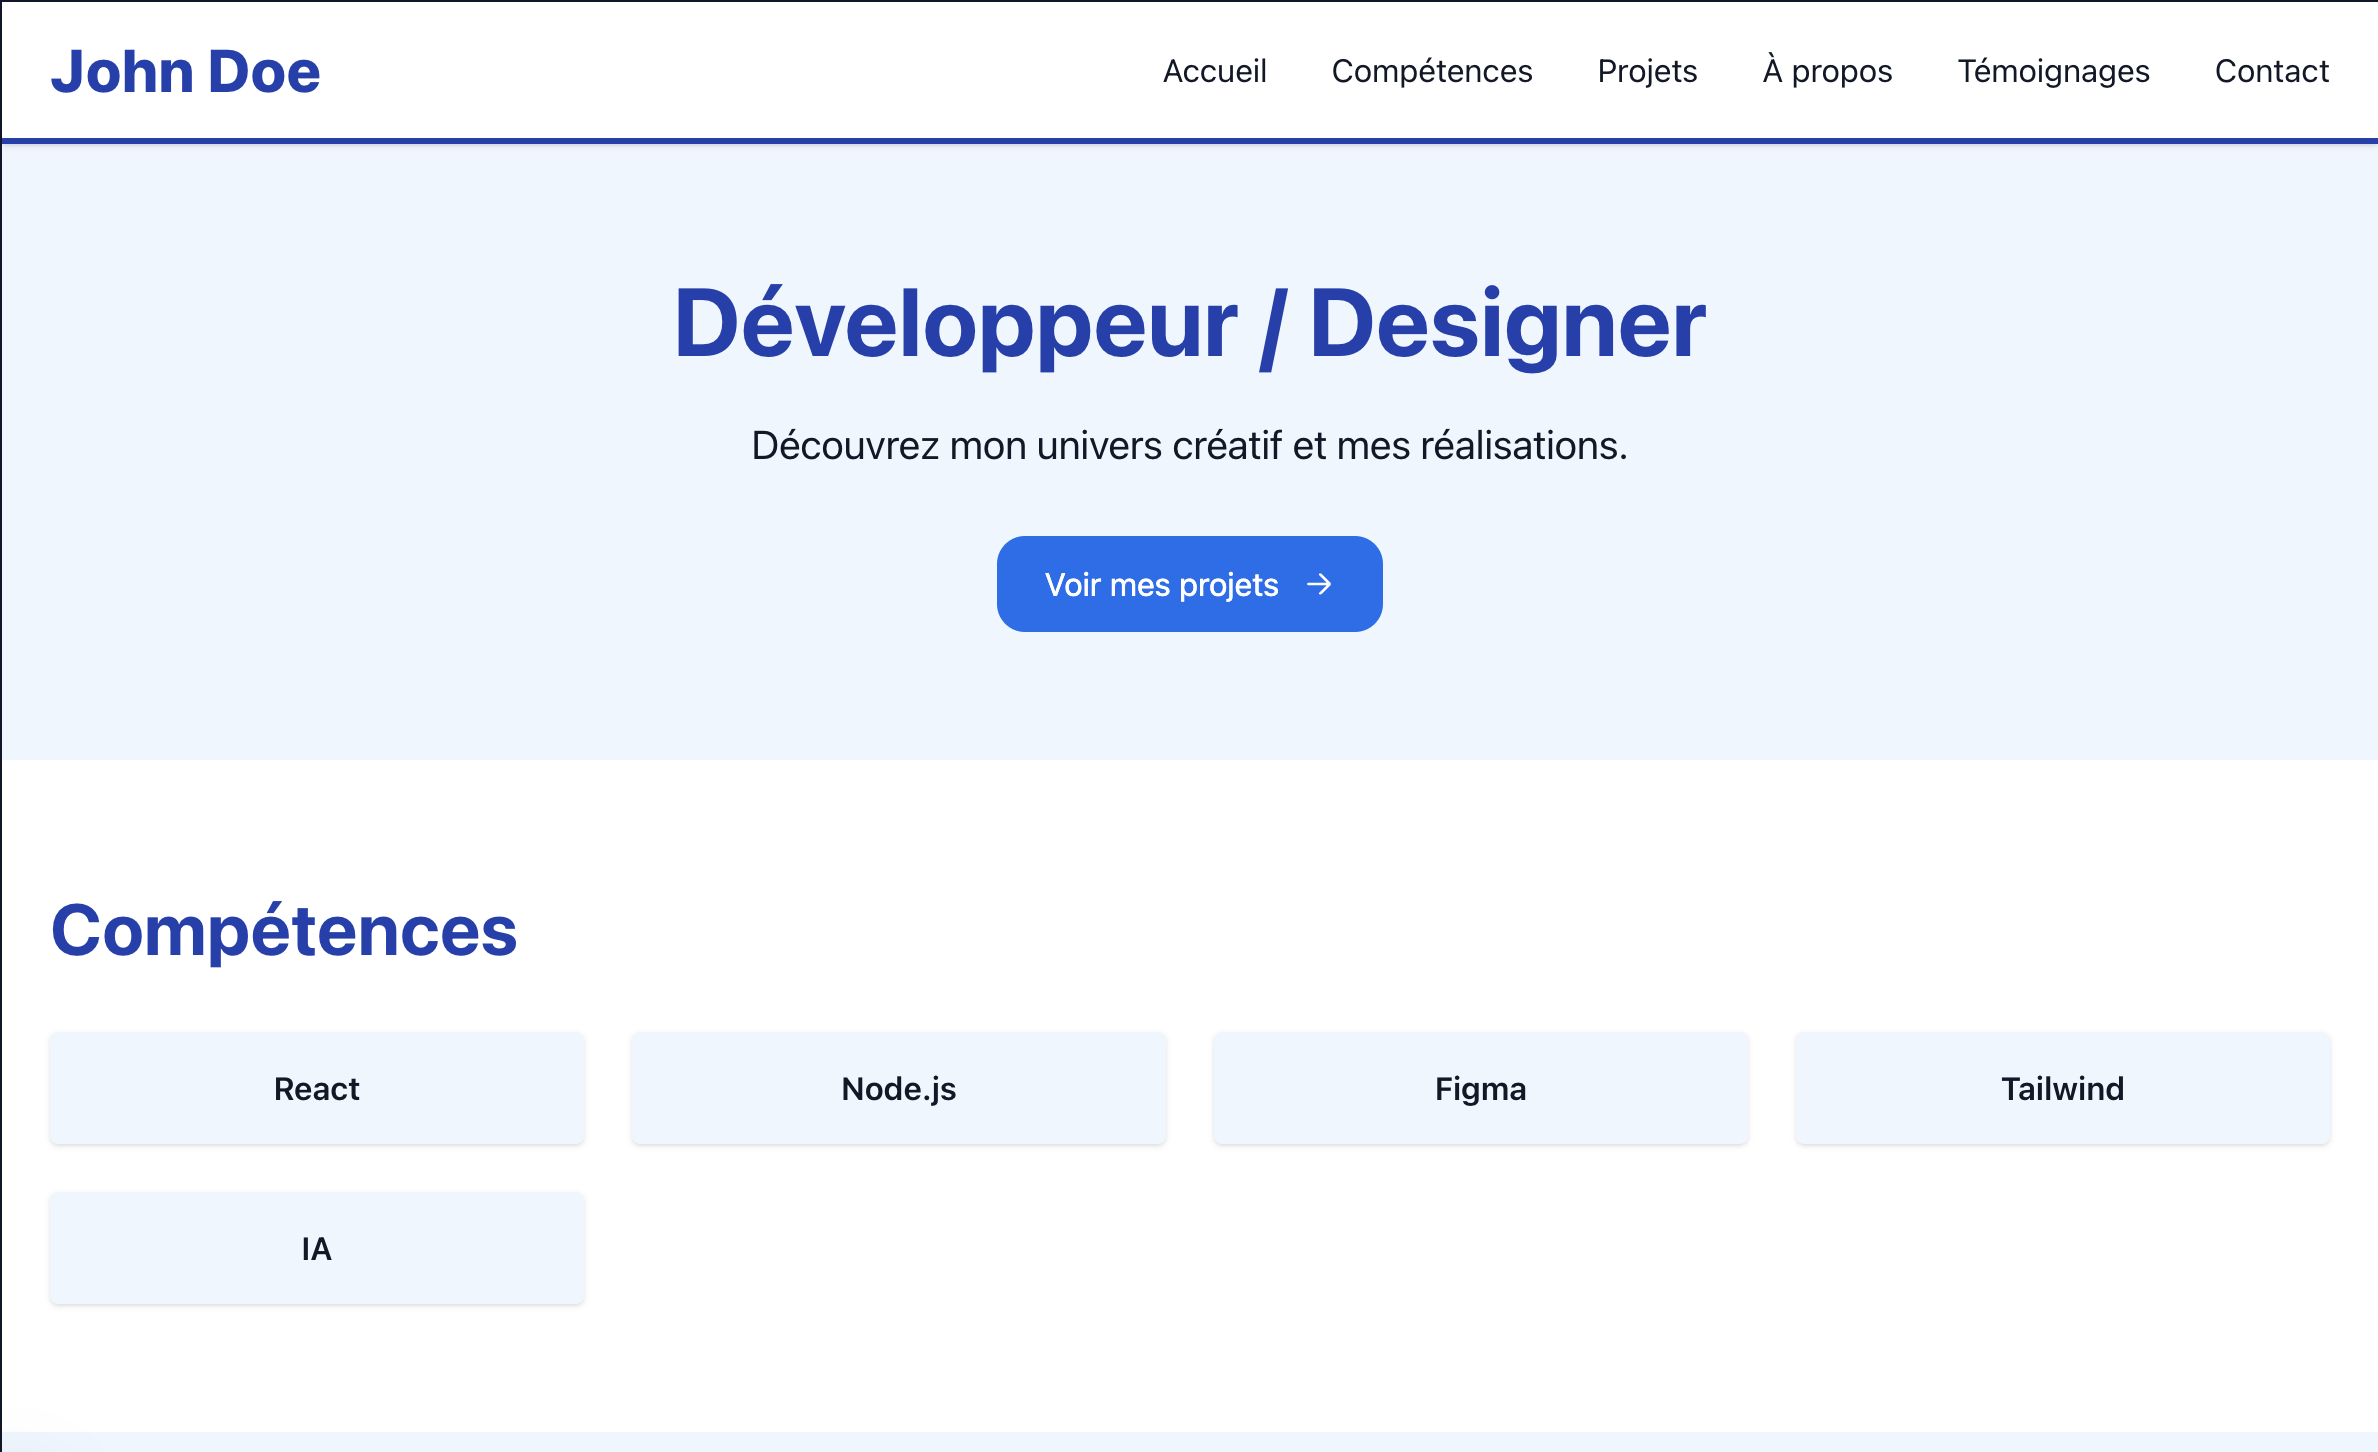 John Doe
Accueil Compétences Projets À propos Témoignages Contact
Développeur / Designer
Découvrez mon univers créatif et mes réalisations.
Voir mes projets →
Compétences
React
Node.js
Figma
Tailwind
IA